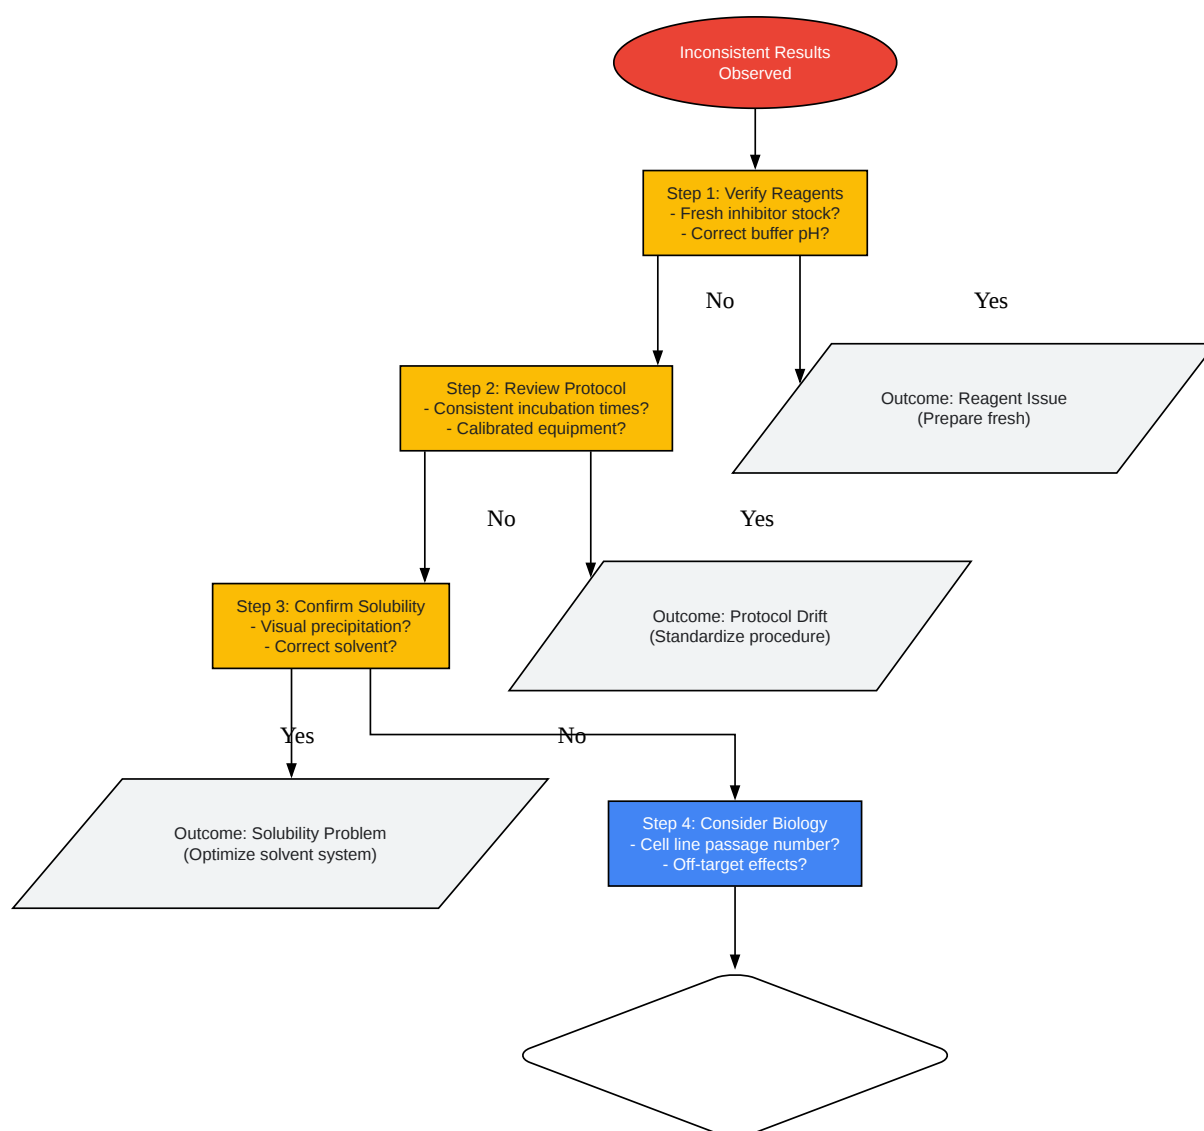 Inconsistent Results
Observed
Step 1: Verify Reagents
- Fresh inhibitor stock?
- Correct buffer pH?
No
Yes
Step 2: Review Protocol
- Consistent incubation times?
- Calibrated equipment?
Outcome: Reagent Issue
(Prepare fresh)
No
Yes
Step 3: Confirm Solubility
- Visual precipitation?
- Correct solvent?
Outcome: Protocol Drift
(Standardize procedure)
Yes
No
Outcome: Solubility Problem
(Optimize solvent system)
Step 4: Consider Biology
- Cell line passage number?
- Off-target effects?